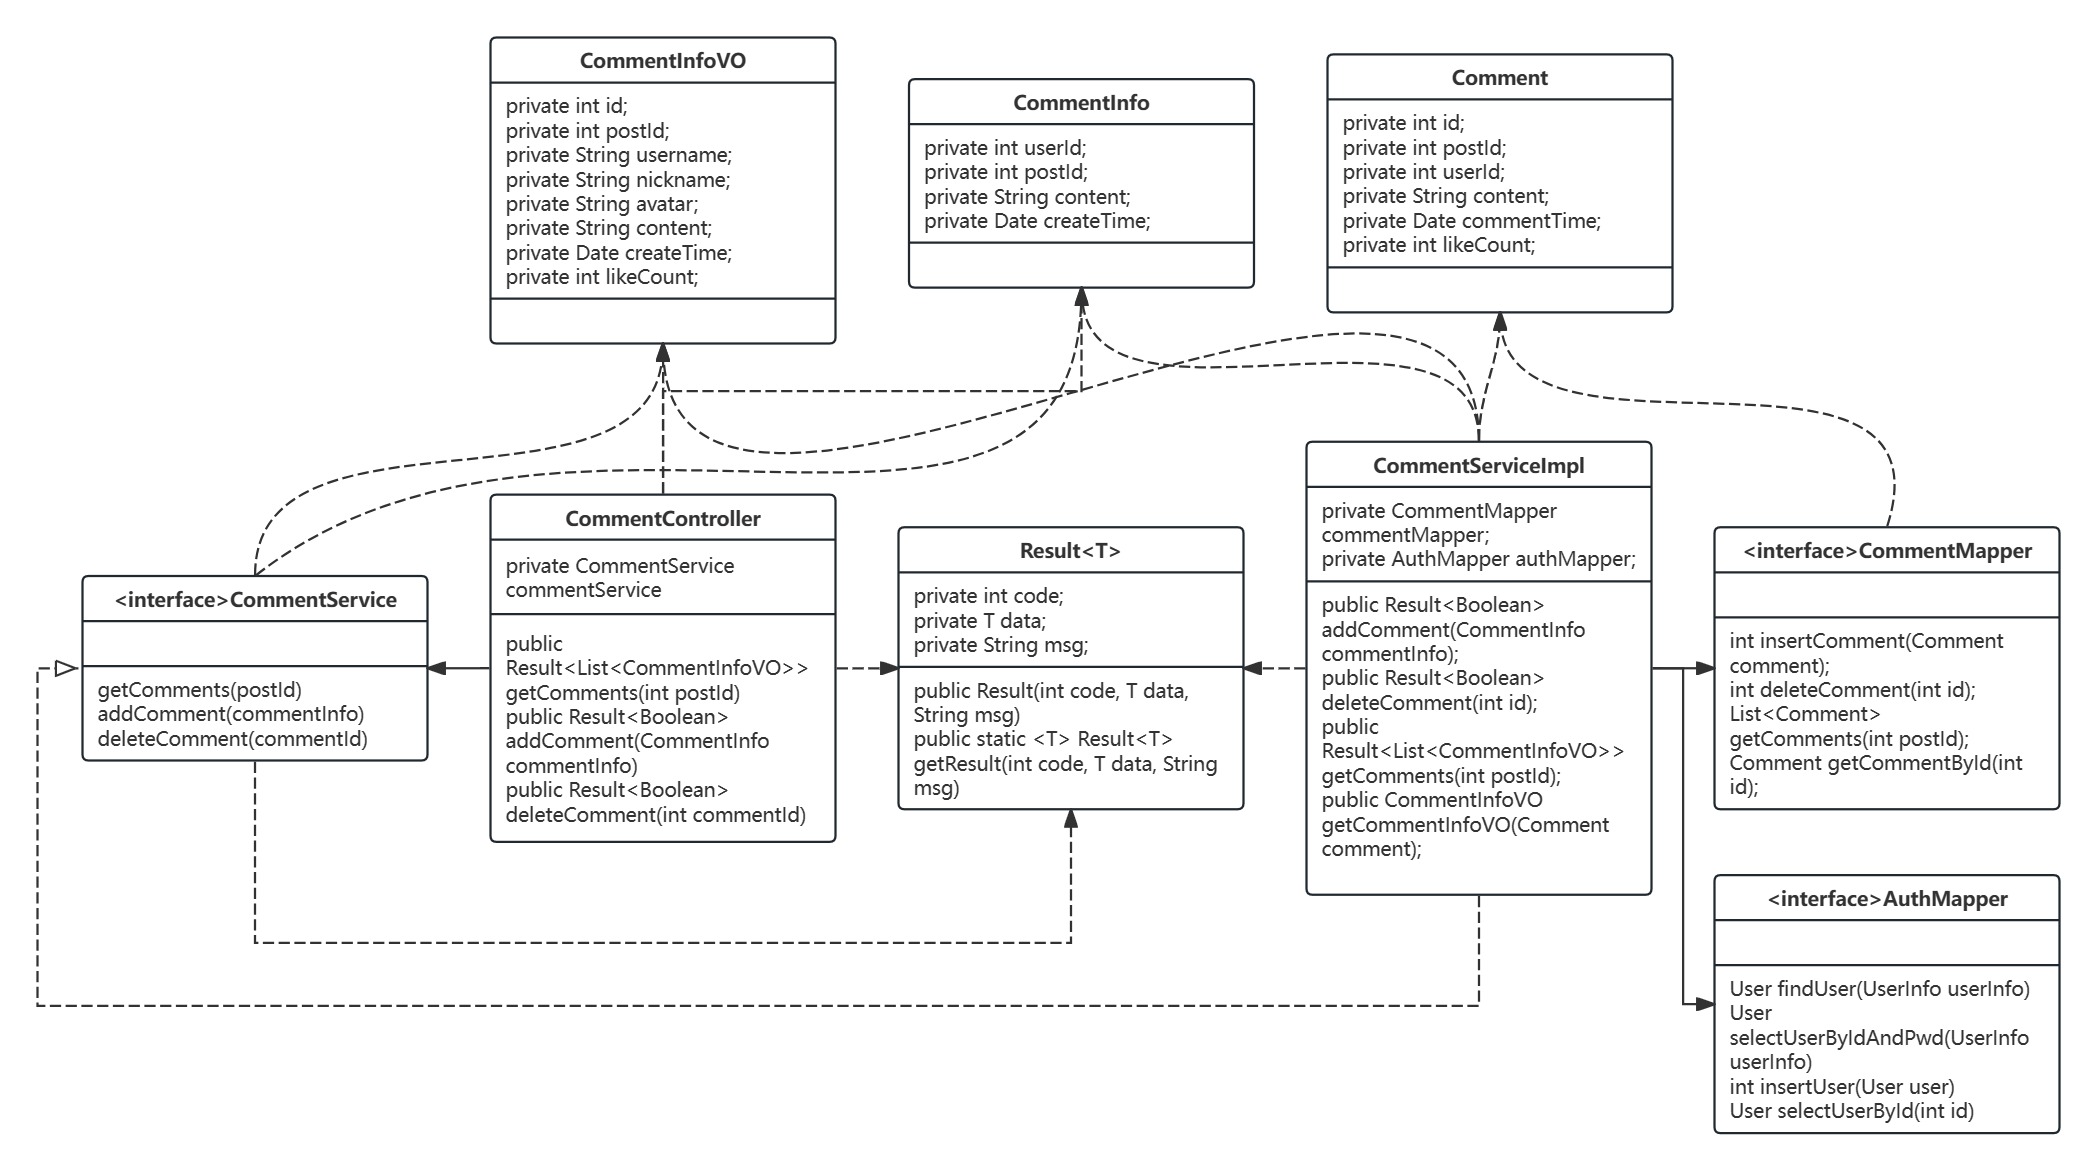 CommentInfoVO
private int id;
private int postId;
private String username;
private String nickname;
private String avatar;
private String content;
private Date createTime;
private int likeCount;
CommentInfo
private int userId;
private int postId;
private String content;
private Date createTime;
Comment
private int id;
private int postId;
private int userId;
private String content;
private Date commentTime;
private int likeCount;
<interface>CommentService
getComments(postId)
addComment(commentInfo)
deleteComment(commentId)
CommentController
private CommentService
commentService
public
Result<List<CommentInfoVO>>
getComments(int postId)
public Result<Boolean>
addComment(CommentInfo
commentInfo)
public Result<Boolean>
deleteComment(int commentId)
Result<T>
private int code;
private T data;
private String msg;
public Result(int code, T data,
String msg)
public static <T> Result<T>
getResult(int code, T data, String
msg)
CommentServiceImpl
private CommentMapper
commentMapper;
private AuthMapper authMapper;
public Result<Boolean>
addComment(CommentInfo
commentInfo);
public Result<Boolean>
deleteComment(int id);
public
Result<List<CommentInfoVO>>
getComments(int postId);
public CommentInfoVO
getCommentInfoVO(Comment
comment);
<interface>CommentMapper
int insertComment(Comment
comment);
int deleteComment(int id);
List<Comment>
getComments(int postId);
Comment getCommentById(int
id);
<interface>AuthMapper
User findUser(UserInfo userInfo)
User
selectUserByIdAndPwd(UserInfo
userInfo)
int insertUser(User user)
User selectUserById(int id)